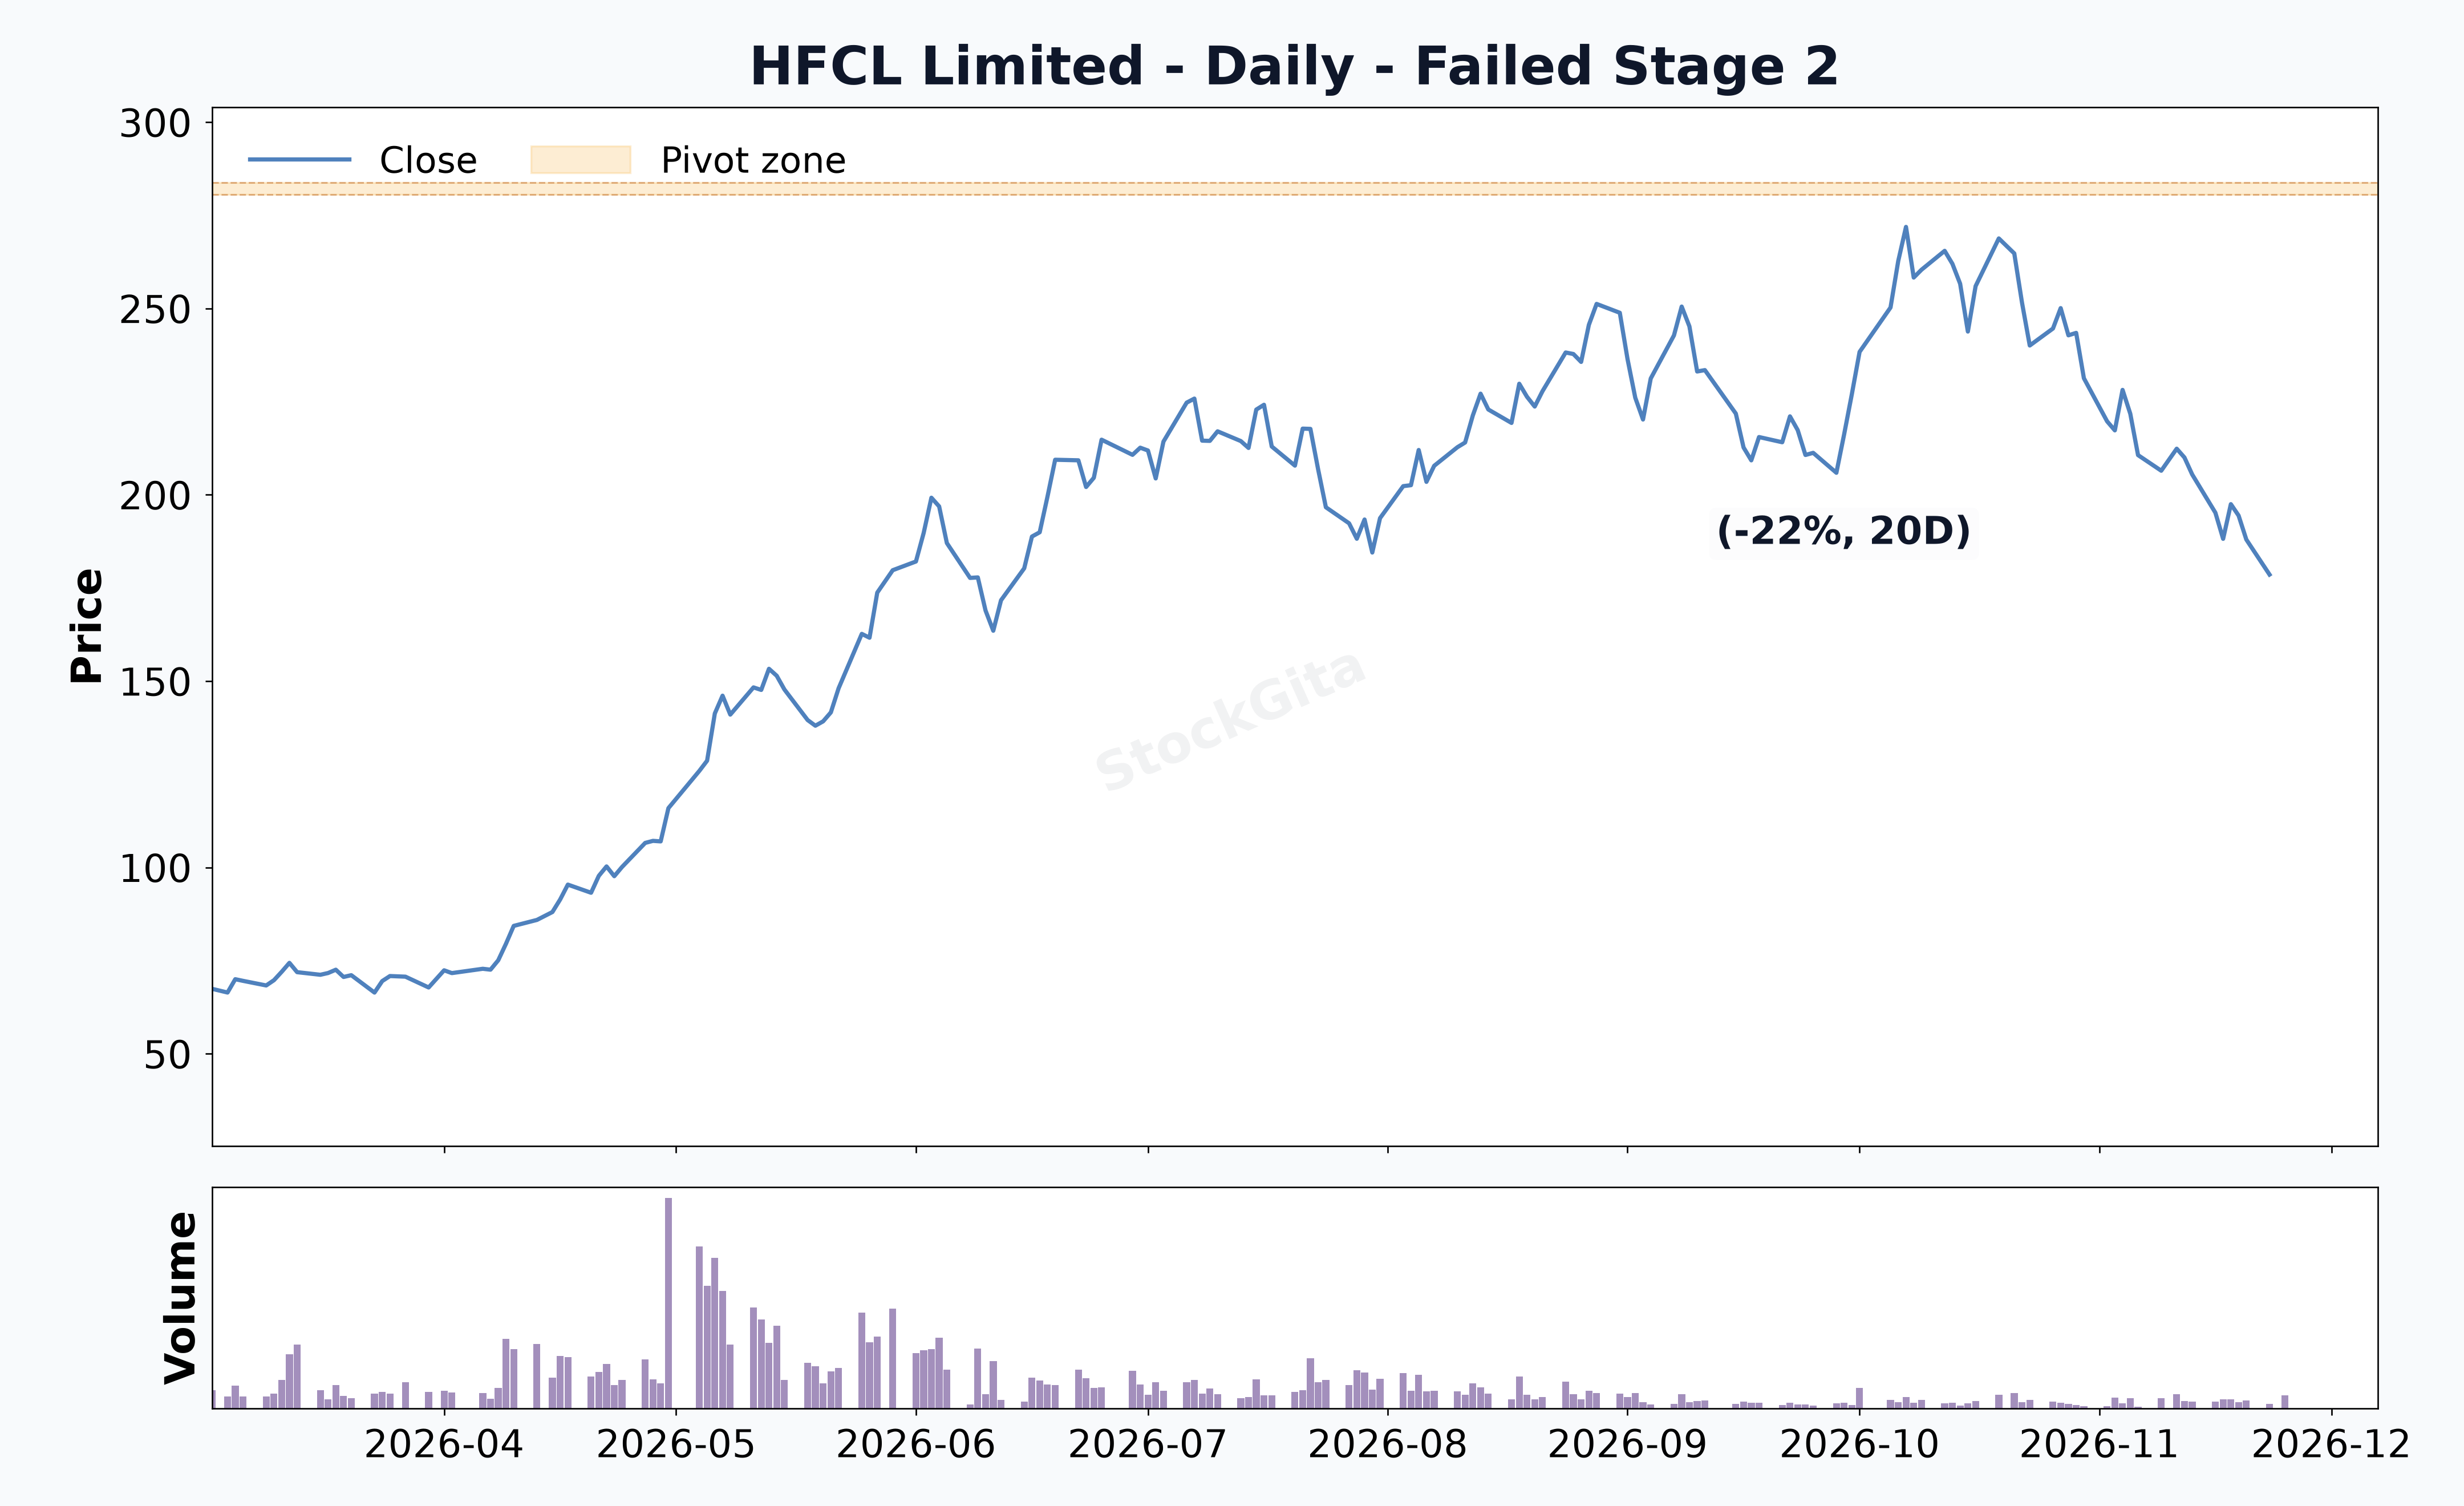 HFCL Limited - Daily - Failed Stage 2
Close
Pivot zone
300
250
200
150
100
50
Price
(-22%, 20D)
StockGita
Volume
2026-04
2026-05
2026-06
2026-07
2026-08
2026-09
2026-10
2026-11
2026-12